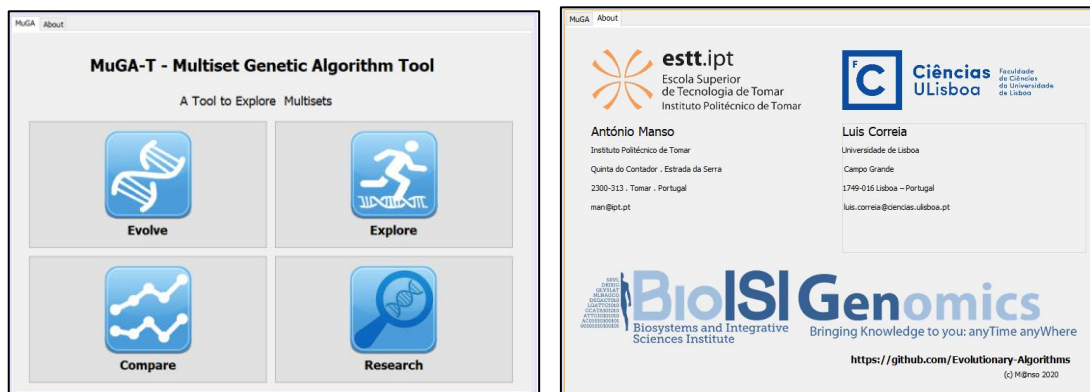 MuGA About
MuGA-T - Multiset Genetic Algorithm Tool
A Tool to Explore Multisets
Evolve
Explore
Compare
Research
MuGA About
estt.ipt
Escola Superior
de Tecnologia de Tomar
Instituto Politécnico de Tomar
F
C
Ciências
ULisboa
Faculdade
de Ciências
da Universidade
de Lisboa
António Manso
Instituto Politécnico de Tomar
Quinta do Contador . Estrada da Serra
2300-313 . Tomar . Portugal
man@ipt.pt
Luis Correia
Universidade de Lisboa
Campo Grande
1749-016 Lisboa – Portugal
luis.correia@ciencias.ulisboa.pt
BioISI Genomics
Biosystems and Integrative
Sciences Institute
Bringing Knowledge to you: anyTime anyWhere
https://github.com/Evolutionary-Algorithms
(c) M@nso 2020